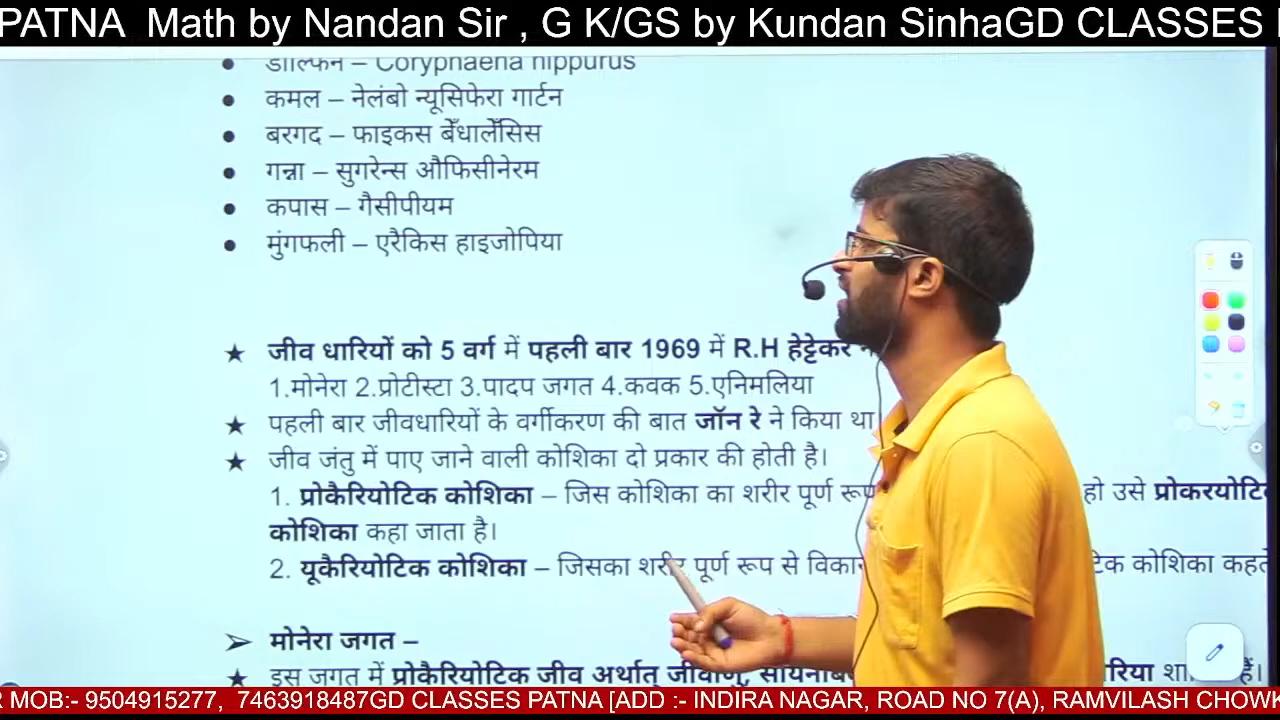 PATNA Math by Nandan Sir , G K/GS by Kundan SinhaGD CLASSES
डॉल्फिन – Coryphaena hippurus
कमल – नेलंबो न्यूसिफेरा गार्टन
बरगद – फाइकस बेँधालेँसिस
गन्ना – सुगरेन्स औफिसीनेरम
कपास – गैसीपीयम
मुंगफली – एरैकिस हाइजोपिया
★ जीव धारियों को 5 वर्ग में पहली बार 1969 में R.H हेट्टेकर
1.मोनेरा 2.प्रोटीस्टा 3.पादप जगत 4.कवक 5.एनिमलिया
★ पहली बार जीवधारियों के वर्गीकरण की बात जॉन रे ने किया था
★ जीव जंतु में पाए जाने वाली कोशिका दो प्रकार की होती है।
1. प्रोकैरियोटिक कोशिका – जिस कोशिका का शरीर पूर्ण रूप हो उसे प्रोकरयोटि
कोशिका कहा जाता है।
2. यूकैरियोटिक कोशिका – जिसका शरीर पूर्ण रूप से विका कोशिका कहते
➢ मोनेरा जगत –
★ इस जगत में प्रोकैरियोटिक जीव अर्थात् जीवाणु, रिया हैं।
R MOB:- 9504915277, 7463918487GD CLASSES PATNA [ADD :- INDIRA NAGAR, ROAD NO 7(A), RAMVILASH CHOWK